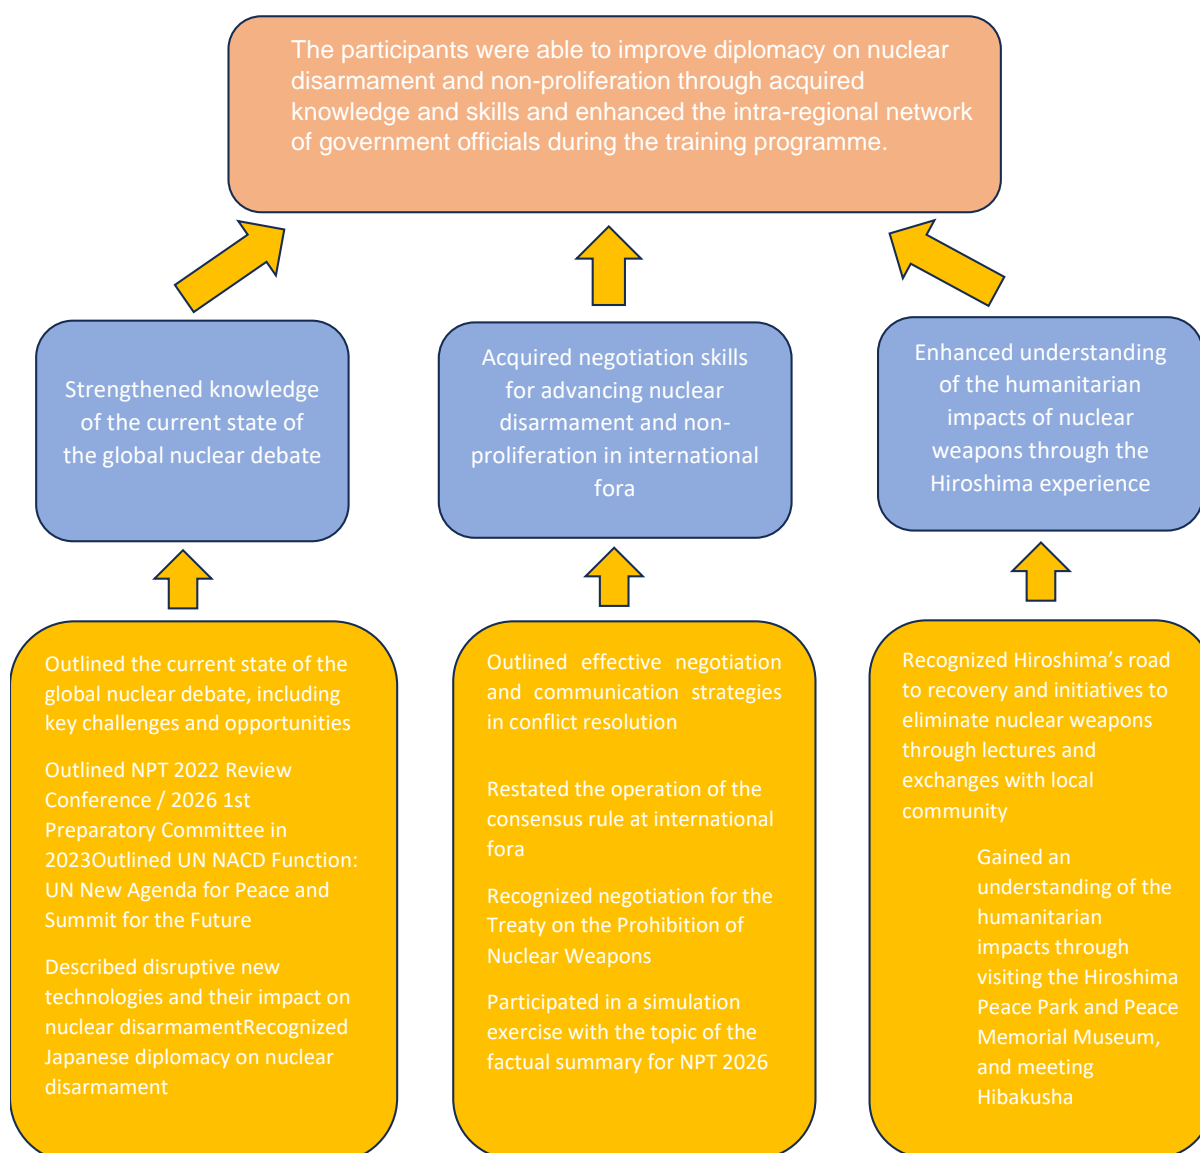 The participants were able to improve diplomacy on nuclear
disarmament and non-proliferation through acquired
knowledge and skills and enhanced the intra-regional network
of government officials during the training programme.
Strengthened knowledge
of the current state of
the global nuclear debate
Acquired negotiation skills
for advancing nuclear
disarmament and non-
proliferation in international
fora
Enhanced understanding
of the humanitarian
impacts of nuclear
weapons through the
Hiroshima experience
Outlined the current state of the
global nuclear debate, including
key challenges and opportunities
Outlined NPT 2022 Review
Conference / 2026 1st
Preparatory Committee in
2023Outlined UN NACD Function:
UN New Agenda for Peace and
Summit for the Future
Described disruptive new
technologies and their impact on
nuclear disarmamentRecognized
Japanese diplomacy on nuclear
disarmament
Outlined effective negotiation
and communication strategies
in conflict resolution
Restated the operation of the
consensus rule at international
fora
Recognized negotiation for the
Treaty on the Prohibition of
Nuclear Weapons
Participated in a simulation
exercise with the topic of the
factual summary for NPT 2026
Recognized Hiroshima’s road
to recovery and initiatives to
eliminate nuclear weapons
through lectures and
exchanges with local
community
Gained an
understanding of the
humanitarian
impacts through
visiting the Hiroshima
Peace Park and Peace
Memorial Museum,
and meeting
Hibakusha